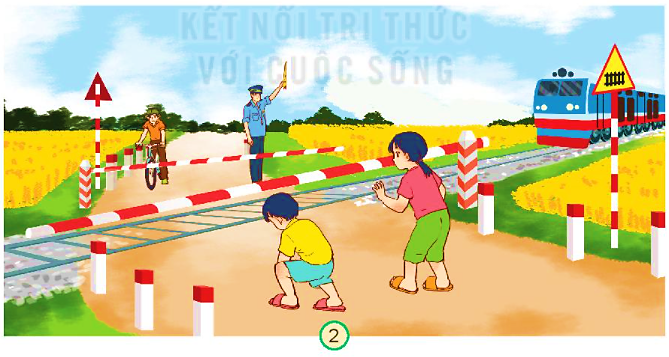 KẾT NỐI TRI THỨC
VỚI CUỘC SỐNG
2